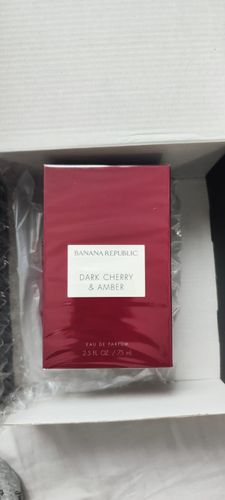 BANANA REPUBLIC
DARK CHERRY
& AMBER
EAU DE PARFUM
2.5 FL OZ / 75 ml